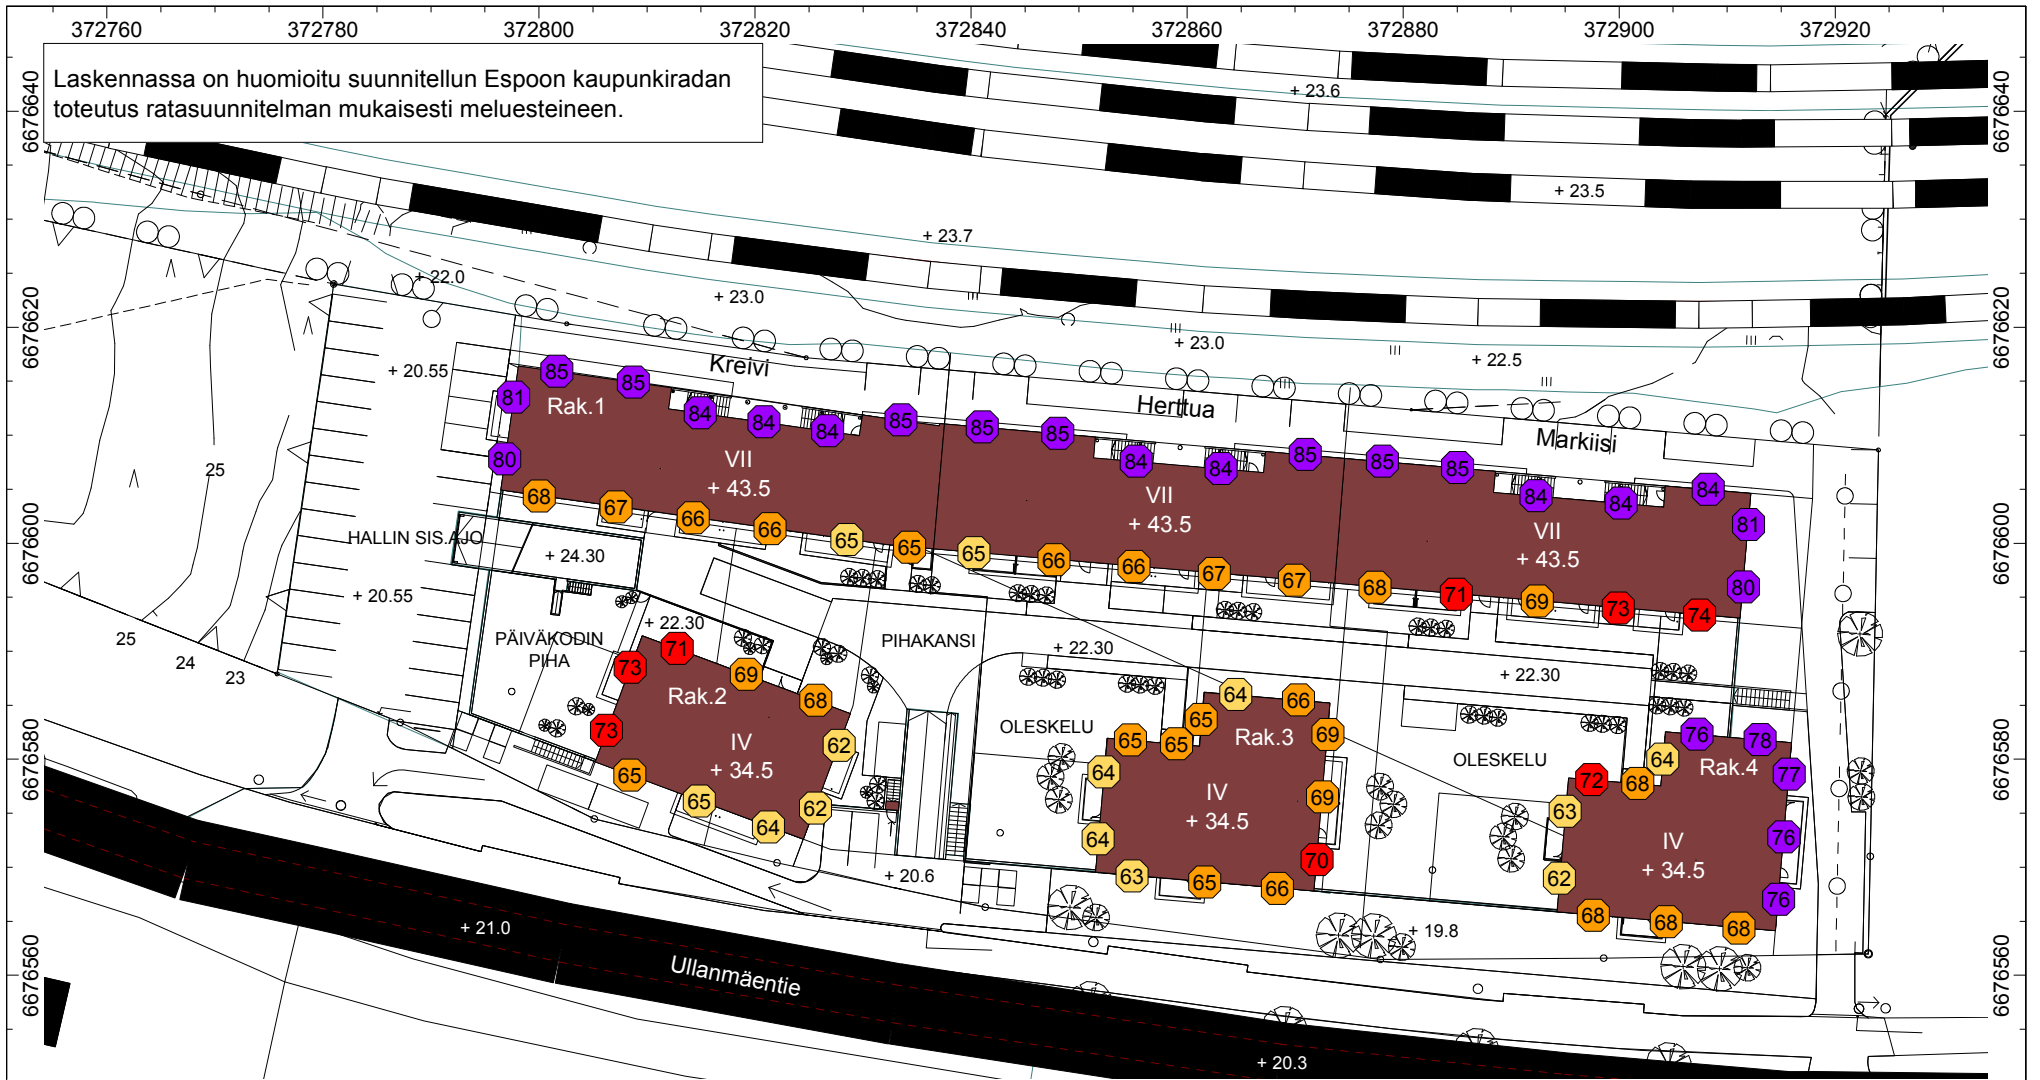 372760 372780 372800 372820 372840 372860 372880 372900 372920
Laskennassa on huomioitu suunnitellun Espoon kaupunkiradan
toteutus ratasuunnitelman mukaisesti meluesteineen.
6676640
6676640
+ 23.6
+ 23.5
+ 23.7
+ 22.0
+ 23.0
6676620
6676620
+ 23.0
+ 22.5
+ 20.55
Kreivi
Herttua
Markiisi
85 85 84 84 84 85 85 85 84 84 85 85 85 84 84 84
81
80
Rak.1
81
80
VII
+ 43.5
VII
+ 43.5
VII
+ 43.5
25
68 67 66 66 65 65 65 66 66 67 67 68 71 69 73 74
6676600
6676600
HALLIN SIS.AJO
+ 24.30
+ 20.55
+ 22.30
PÄIVÄKODIN
PIHA
PIHAKANSI
+ 22.30
+ 22.30
25
24
23
73 71 69 68
Rak.2
73
62
IV
+ 34.5
65 65 64 62
OLESKELU
64 66
65
65 65
Rak.3
69
64
69
IV
+ 34.5
64
70
63 65 66
OLESKELU
76 78
64
72 68
Rak.4
77
63
76
IV
+ 34.5
62
76
68 68 68
6676580
6676580
+ 20.6
+ 19.8
+ 21.0
Ullanmäentie
6676560
6676560
+ 20.3